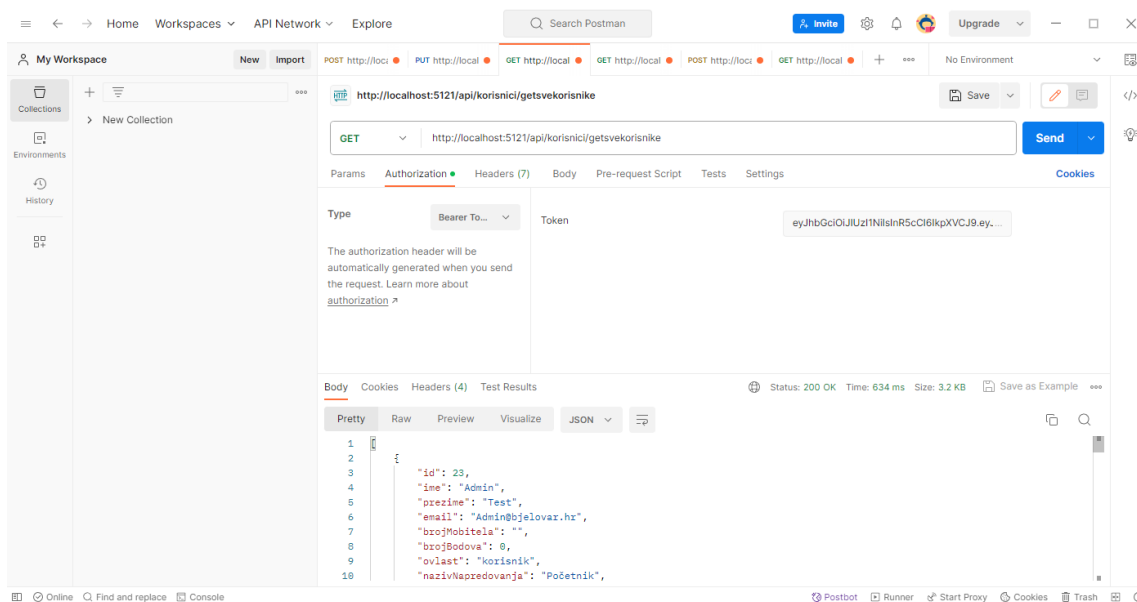 Home Workspaces API Network Explore Search Postman Invite Upgrade
My Workspace New Import POST http://loca PUT http://local GET http://local GET http://local POST http://loca GET http://local No Environment
Collections
New Collection
Environments
History
HTTP http://localhost:5121/api/korisnici/getsvekorisnike Save
GET http://localhost:5121/api/korisnici/getsvekorisnike Send
Params Authorization Headers (7) Body Pre-request Script Tests Settings Cookies
Type Bearer To...
Token
The authorization header will be
automatically generated when you send
the request. Learn more about
authorization
Body Cookies Headers (4) Test Results Status: 200 OK Time: 634 ms Size: 3.2 KB Save as Example
Pretty Raw Preview Visualize JSON
1 [
2 {
3 "id": 23,
4 "ime": "Admin",
5 "prezime": "Test",
6 "email": "Admin@bjelovar.hr",
7 "brojMobitela": "",
8 "brojBodova": 0,
9 "ovlast": "korisnik",
10 "nazivNapredovanja": "Početnik",
Online Find and replace Console Postbot Runner Start Proxy Cookies Trash